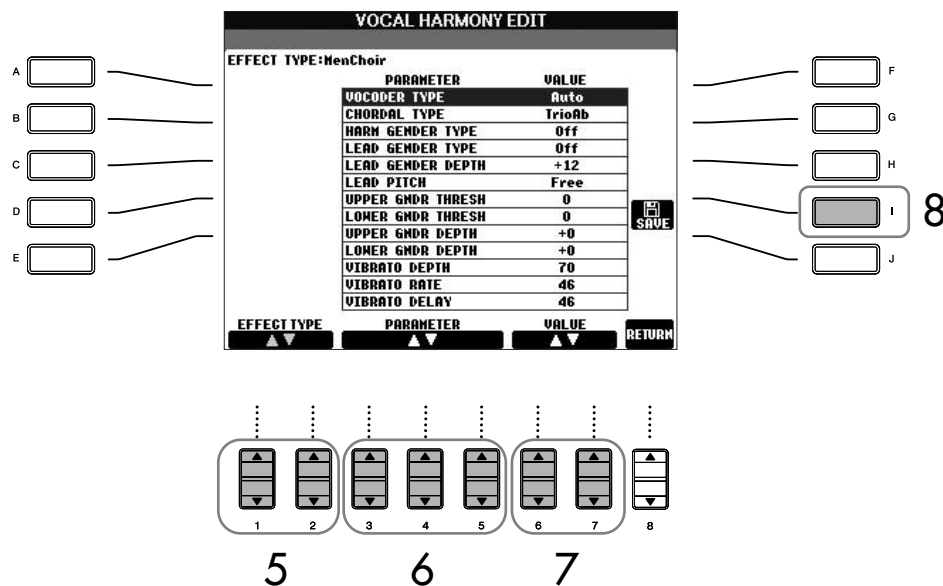 VOCAL HARMONY EDIT
EFFECT TYPE:MenChoir
PARAMETER VALUE
VOCODER TYPE Auto
CHORDAL TYPE TrioAb
HARM GENDER TYPE Off
LEAD GENDER TYPE Off
LEAD GENDER DEPTH +12
LEAD PITCH Free
UPPER GNDR THRESH 0
LOWER GNDR THRESH 0
UPPER GNDR DEPTH +0
LOWER GNDR DEPTH +0
VIBRATO DEPTH 70
VIBRATO RATE 46
VIBRATO DELAY 46
SAVE
EFFECT TYPE PARAMETER VALUE RETURN
A
B
C
D
E
F
G
H
I 8
J
1 2 3 4 5 6 7 8
5 6 7